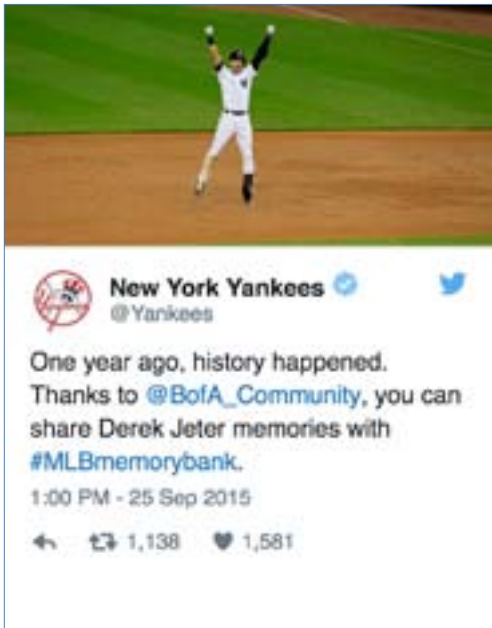 New York Yankees
@Yankees
One year ago, history happened.
Thanks to @BofA_Community, you can
share Derek Jeter memories with
#MLBmemorybank.
1:00 PM - 25 Sep 2015
1,138 1,581